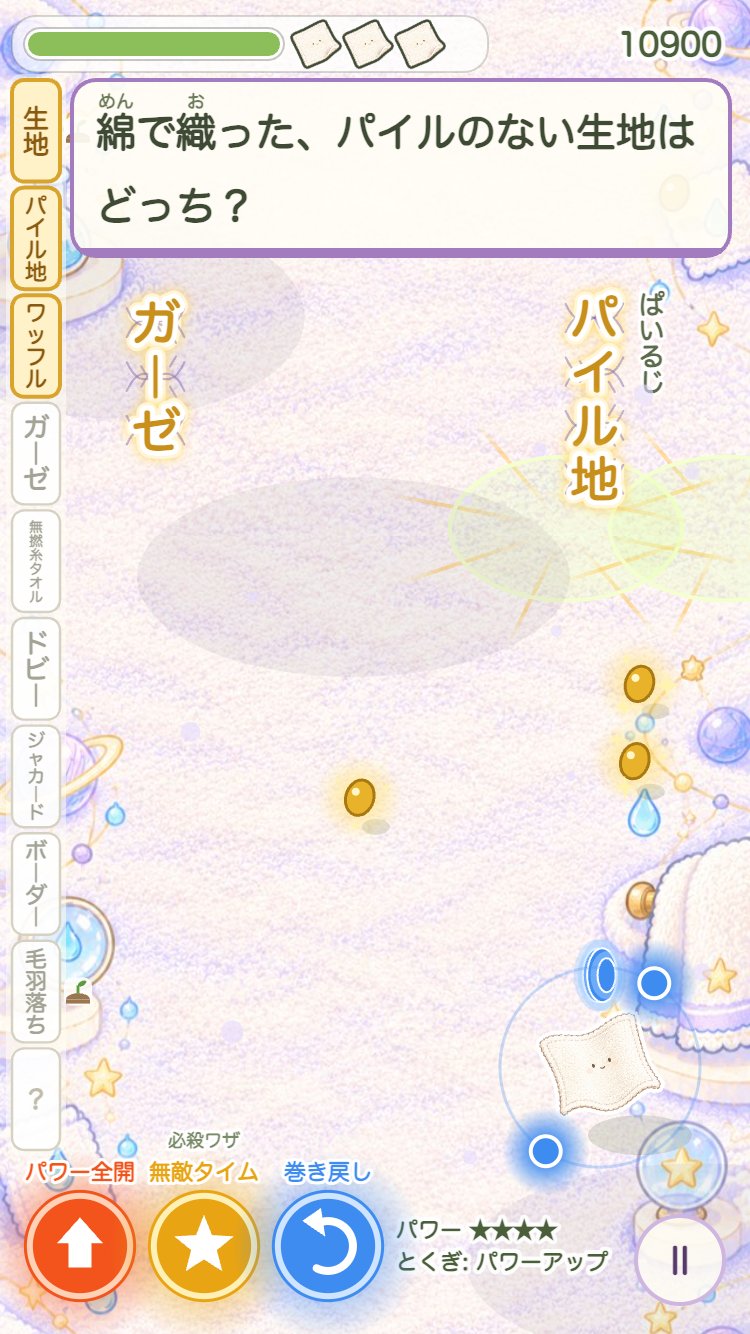 10900
綿で織った、パイルのない生地は
どっち？
めん
お
生地
パイル地
ワッフル
ガーゼ
無撚糸タオル
ドビー
ジャカード
ボーダー
毛羽落ち
?
ガーゼ
パイル地
ぱいるじ
必殺ワザ
パワー全開
無敵タイム
巻き戻し
パワー ★★★★
とくぎ: パワーアップ